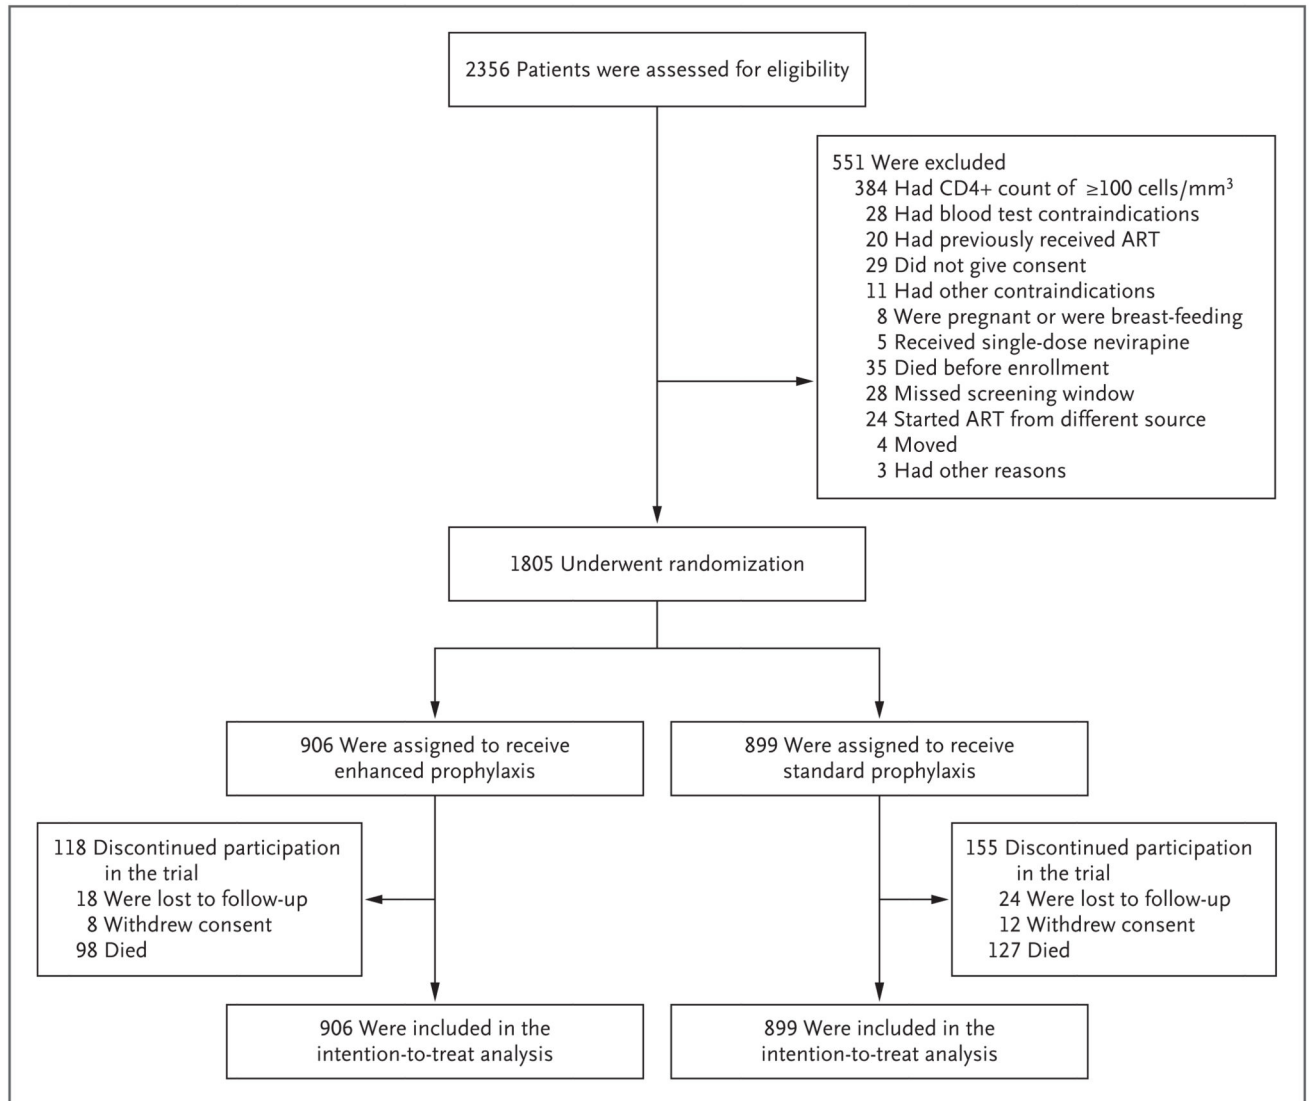 2356 Patients were assessed for eligibility
551 Were excluded
384 Had CD4+ count of ≥100 cells/mm³
28 Had blood test contraindications
20 Had previously received ART
29 Did not give consent
11 Had other contraindications
8 Were pregnant or were breast-feeding
5 Received single-dose nevirapine
35 Died before enrollment
28 Missed screening window
24 Started ART from different source
4 Moved
3 Had other reasons
1805 Underwent randomization
906 Were assigned to receive
enhanced prophylaxis
899 Were assigned to receive
standard prophylaxis
118 Discontinued participation
in the trial
18 Were lost to follow-up
8 Withdrew consent
98 Died
155 Discontinued participation
in the trial
24 Were lost to follow-up
12 Withdrew consent
127 Died
906 Were included in the
intention-to-treat analysis
899 Were included in the
intention-to-treat analysis